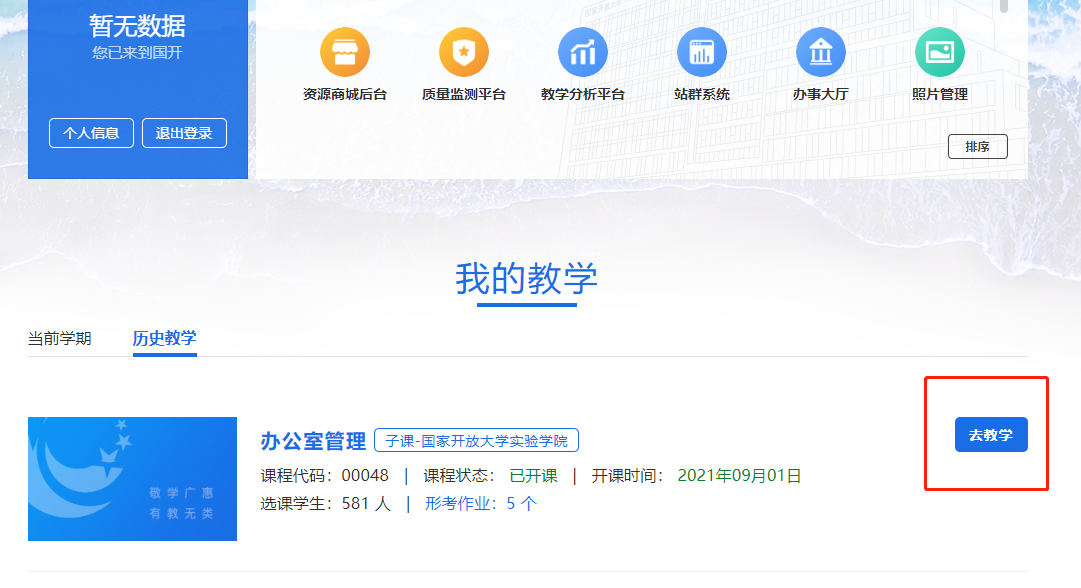 暂无数据
您已来到国开
个人信息 退出登录
资源商城后台 质量监测平台 教学分析平台 站群系统 办事大厅 照片管理
排序
我的教学
当前学期 历史教学
敬学广惠
有教无类
办公室管理 子课-国家开放大学实验学院
课程代码：00048 | 课程状态： 已开课 | 开课时间： 2021年09月01日
选课学生：581 人 | 形考作业：5 个
去教学